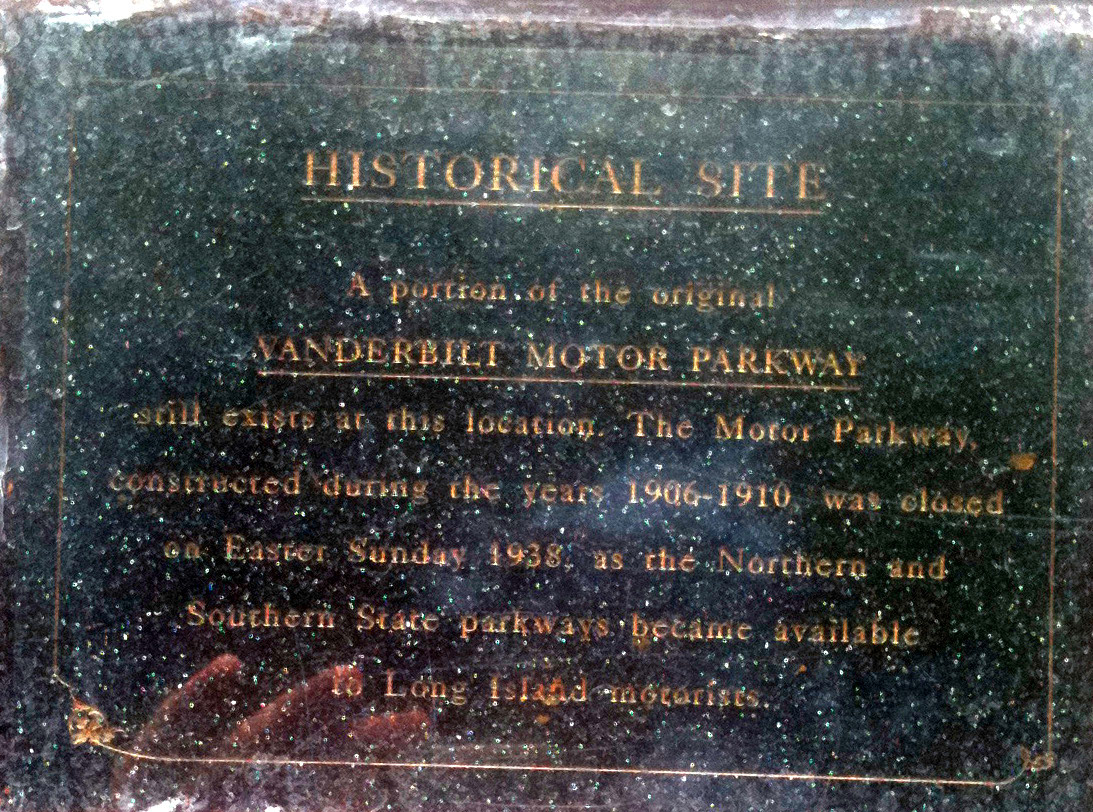 HISTORICAL SITE
A portion of the original
VANDERBILT MOTOR PARKWAY
still exists at this location. The Motor Parkway,
constructed during the years 1906-1910, was closed
on Easter Sunday 1938, as the Northern and
Southern State parkways became available
to Long Island motorists.